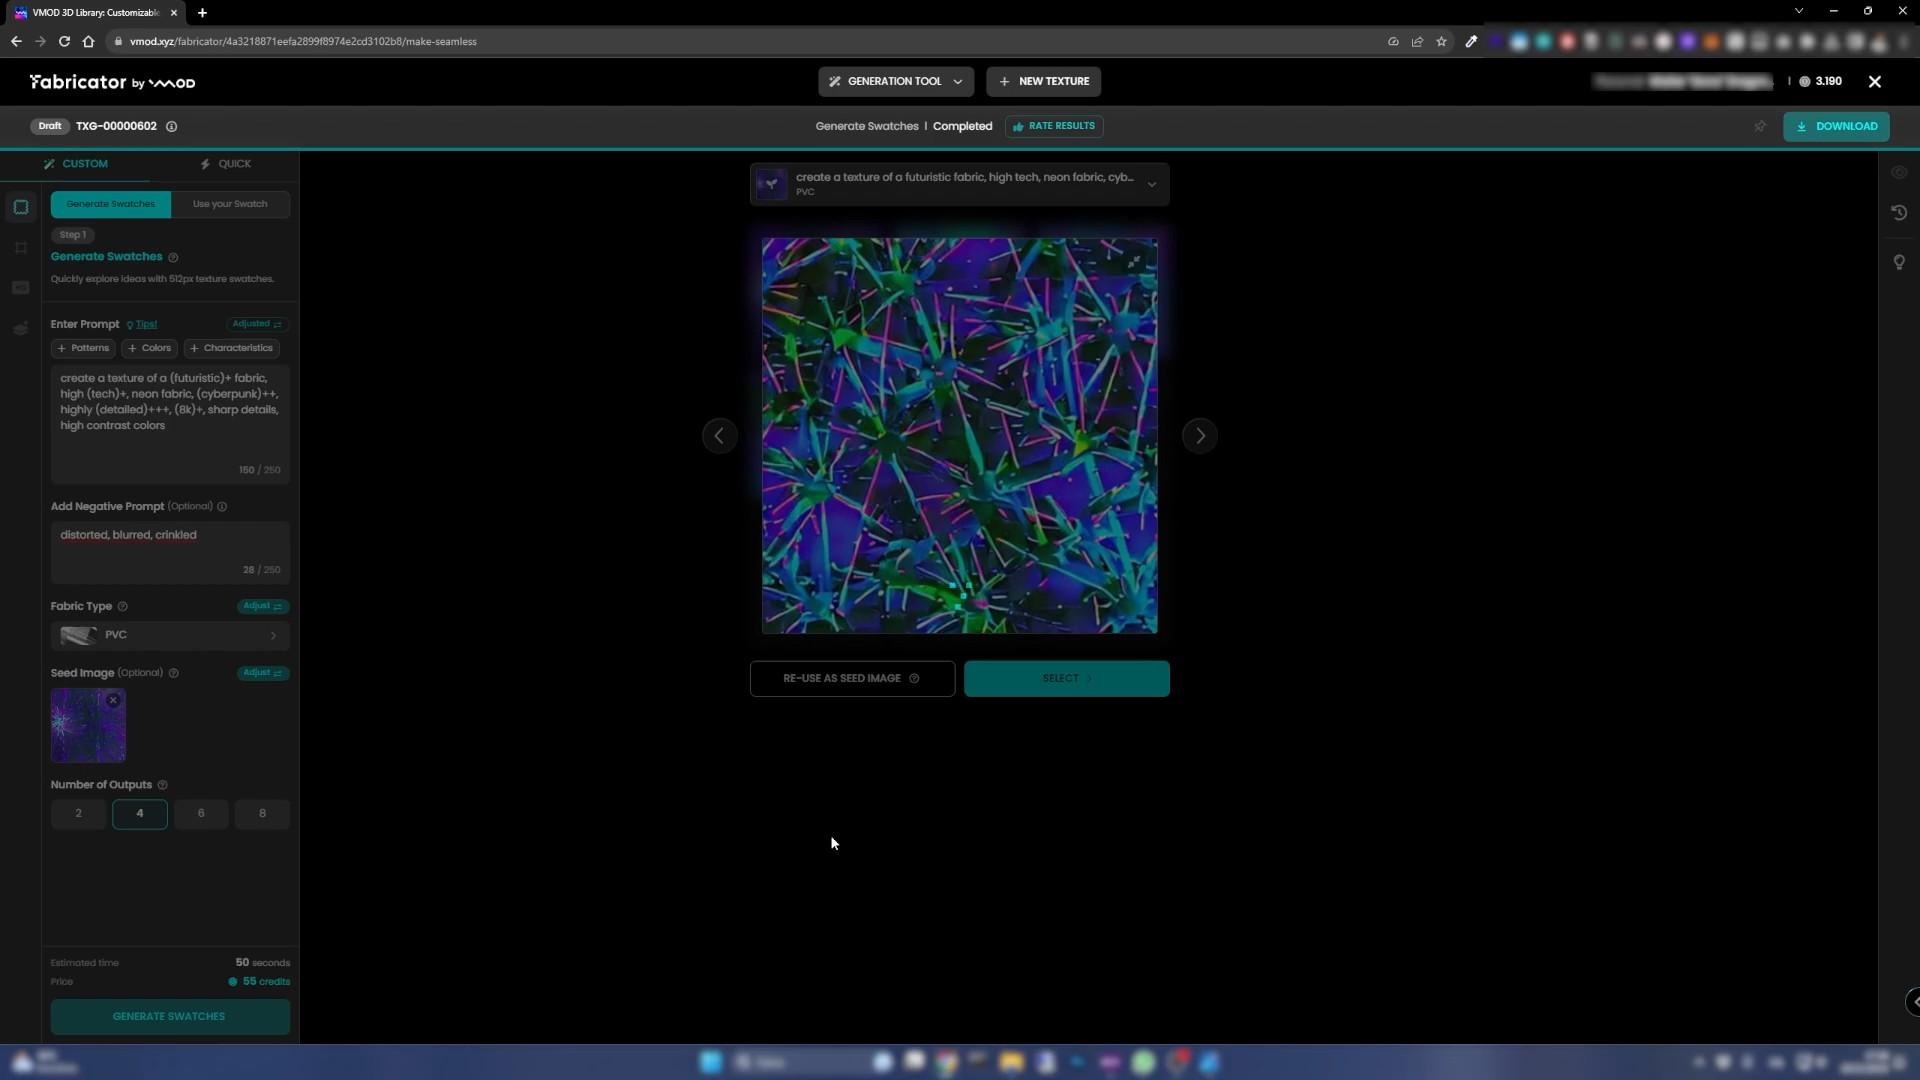 VMOD 3D Library: Customizable
vmod.xyz/fabricator/4a3218871eefa2899f8974e2cd3102b8/make-seamless
Fabricator by VMOD
GENERATION TOOL
NEW TEXTURE
3.190
Draft TXG-00000602
Generate Swatches | Completed
RATE RESULTS
DOWNLOAD
CUSTOM
QUICK
Generate Swatches
Use your Swatch
Step 1
Generate Swatches
Quickly explore ideas with 512px texture swatches.
Enter Prompt Tips!
Adjusted
+ Patterns
+ Colors
+ Characteristics
create a texture of a (futuristic)+ fabric,
high (tech)+, neon fabric, (cyberpunk)++,
highly (detailed)+++, (8k)+, sharp details,
high contrast colors
150 / 250
Add Negative Prompt (Optional)
distorted, blurred, crinkled
28 / 250
Fabric Type
Adjust
PVC
Seed Image (Optional)
Adjust
Number of Outputs
2
4
6
8
Estimated time
50 seconds
Price
55 credits
GENERATE SWATCHES
create a texture of a futuristic fabric, high tech, neon fabric, cyb...
PVC
RE-USE AS SEED IMAGE
SELECT